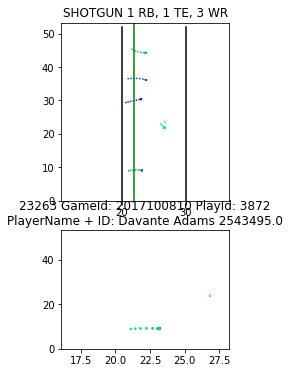 SHOTGUN 1 RB, 1 TE, 3 WR
50
40
30
20
10
0
20 30
23265 GameId: 2017100810 PlayId: 3872
PlayerName + ID: Davante Adams 2543495.0
40
20
0
17.5 20.0 22.5 25.0 27.5